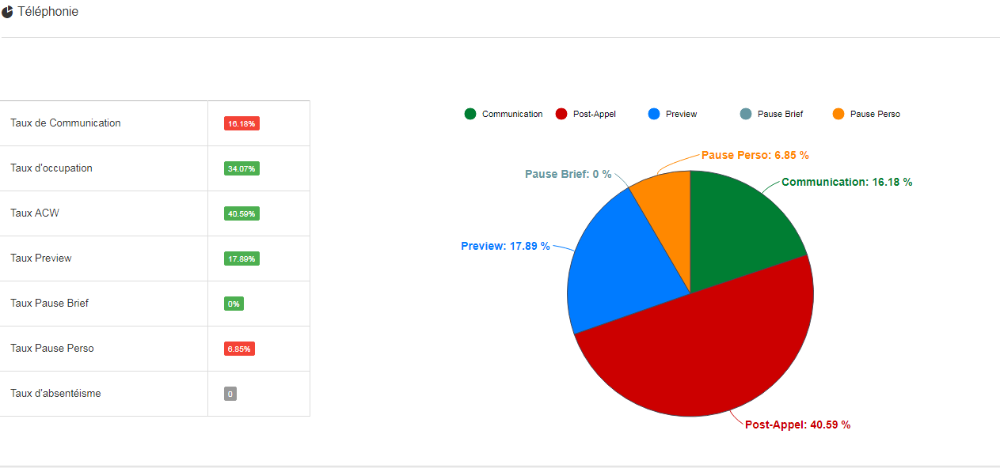 Téléphonie
Taux de Communication 16.18%
Taux d'occupation 34.07%
Taux ACW 40.59%
Taux Preview 17.89%
Taux Pause Brief 0%
Taux Pause Perso 6.85%
Taux d'absentéisme 0
Communication Post-Appel Preview Pause Brief Pause Perso
Pause Perso: 6.85 %
Pause Brief: 0 %
Communication: 16.18 %
Preview: 17.89 %
Post-Appel: 40.59 %